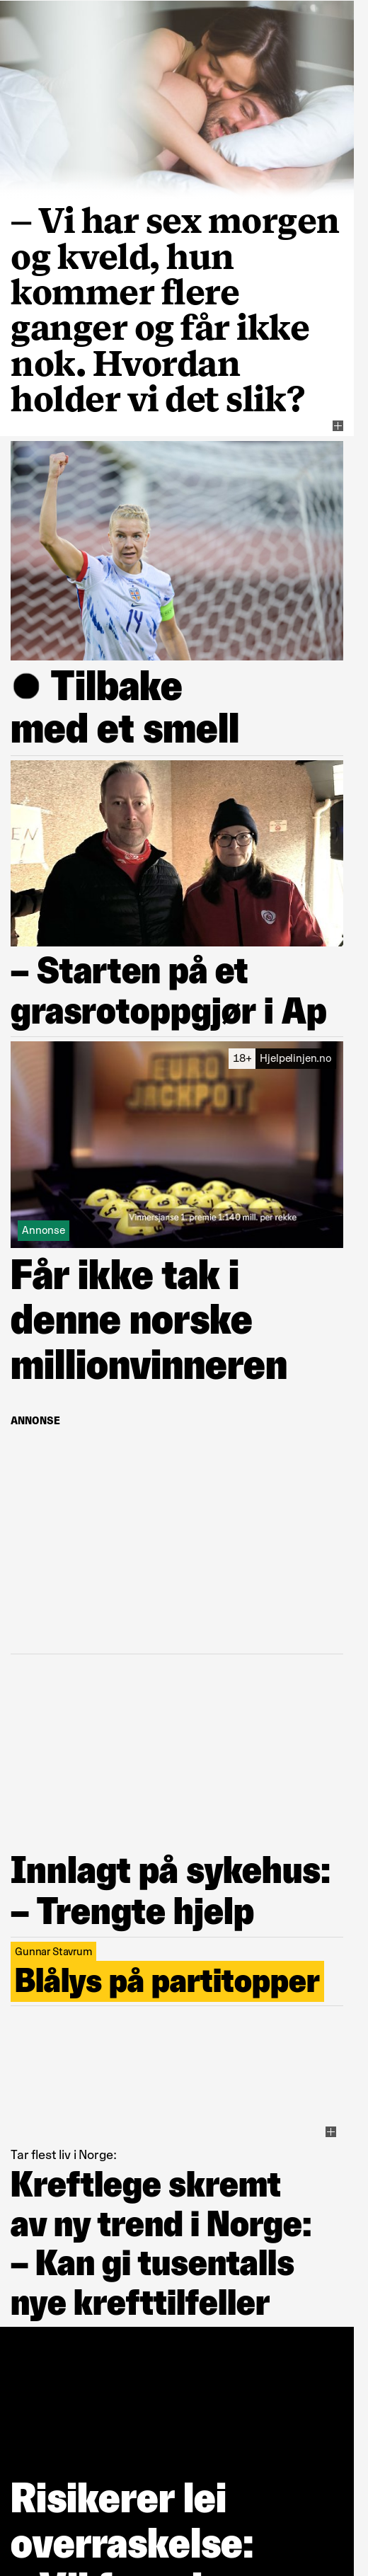 – Vi har sex morgen
og kveld, hun
kommer flere
ganger og får ikke
nok. Hvordan
holder vi det slik?
14
● Tilbake
med et smell
EN
– Starten på et
grasrotoppgjør i Ap
18+ Hjelpelinjen.no
EURO
JACKPOT
Vinnersjanse 1. premie 1:140 mill. per rekke
Annonse
Får ikke tak i
denne norske
millionvinneren
ANNONSE
Innlagt på sykehus:
– Trengte hjelp
Gunnar Stavrum
Blålys på partitopper
Tar flest liv i Norge:
Kreftlege skremt
av ny trend i Norge:
– Kan gi tusentalls
nye krefttilfeller
Risikerer lei
overraskelse: